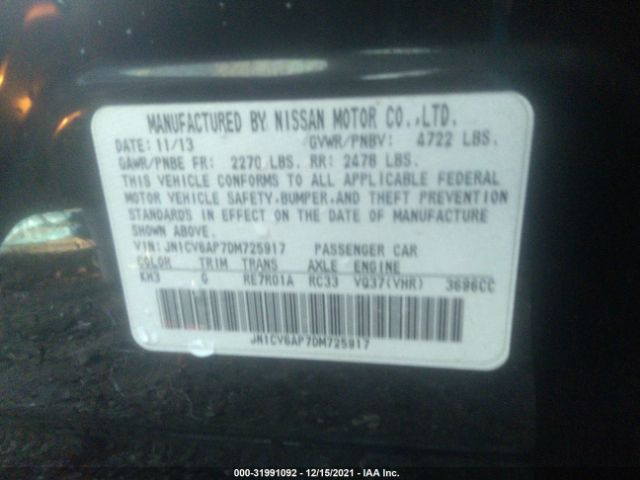 MANUFACTURED BY NISSAN MOTOR CO.,LTD.
DATE: 11/13 GVWR/PNBV: 4722 LBS.
GAWR/PNBE FR: 2270 LBS. RR: 2478 LBS.
THIS VEHICLE CONFORMS TO ALL APPLICABLE FEDERAL
MOTOR VEHICLE SAFETY,BUMPER,AND THEFT PREVENTION
STANDARDS IN EFFECT ON THE DATE OF MANUFACTURE
SHOWN ABOVE.
VIN: JN1CV6AP7DM725917 PASSENGER CAR
COLOR TRIM TRANS AXLE ENGINE
KH3 G RE7R01A RC33 VQ37(VHR) 3696CC
JN1CV6AP7DM725917
000-31991092 - 12/15/2021 - IAA Inc.